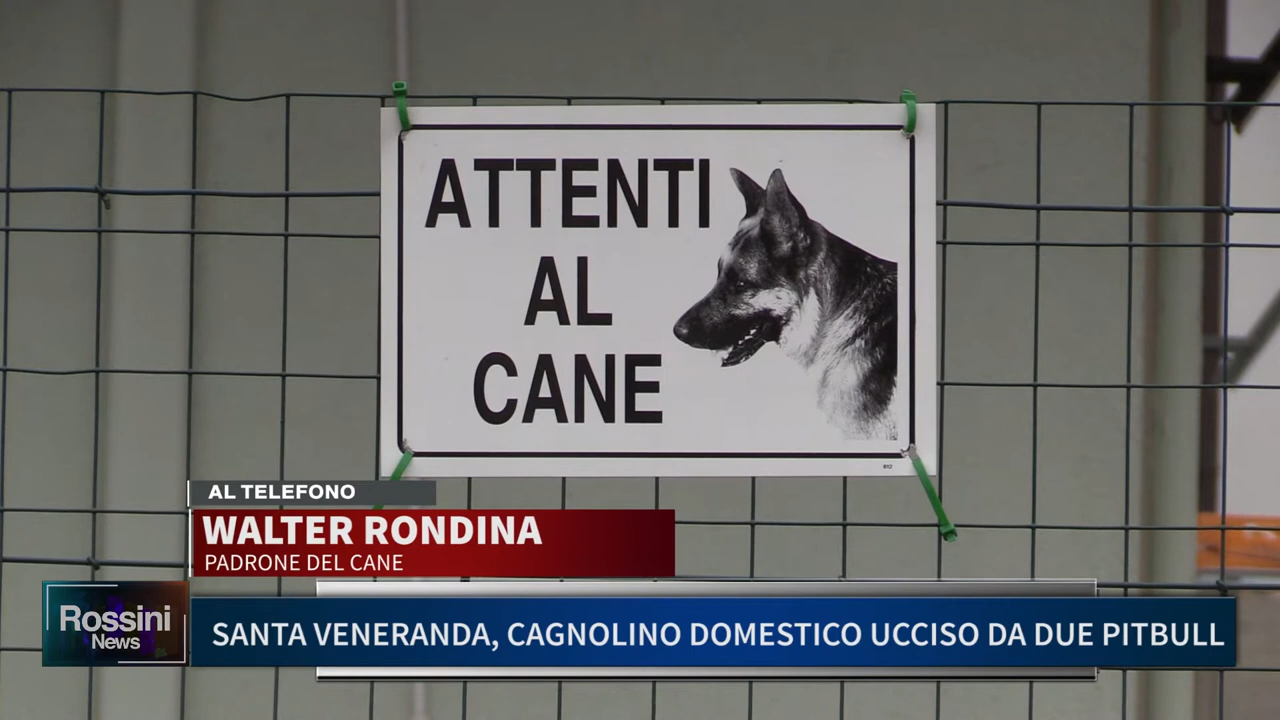 ATTENTI
AL
CANE
812
AL TELEFONO
WALTER RONDINA
PADRONE DEL CANE
Rossini
News
SANTA VENERANDA, CAGNOLINO DOMESTICO UCCISO DA DUE PITBULL